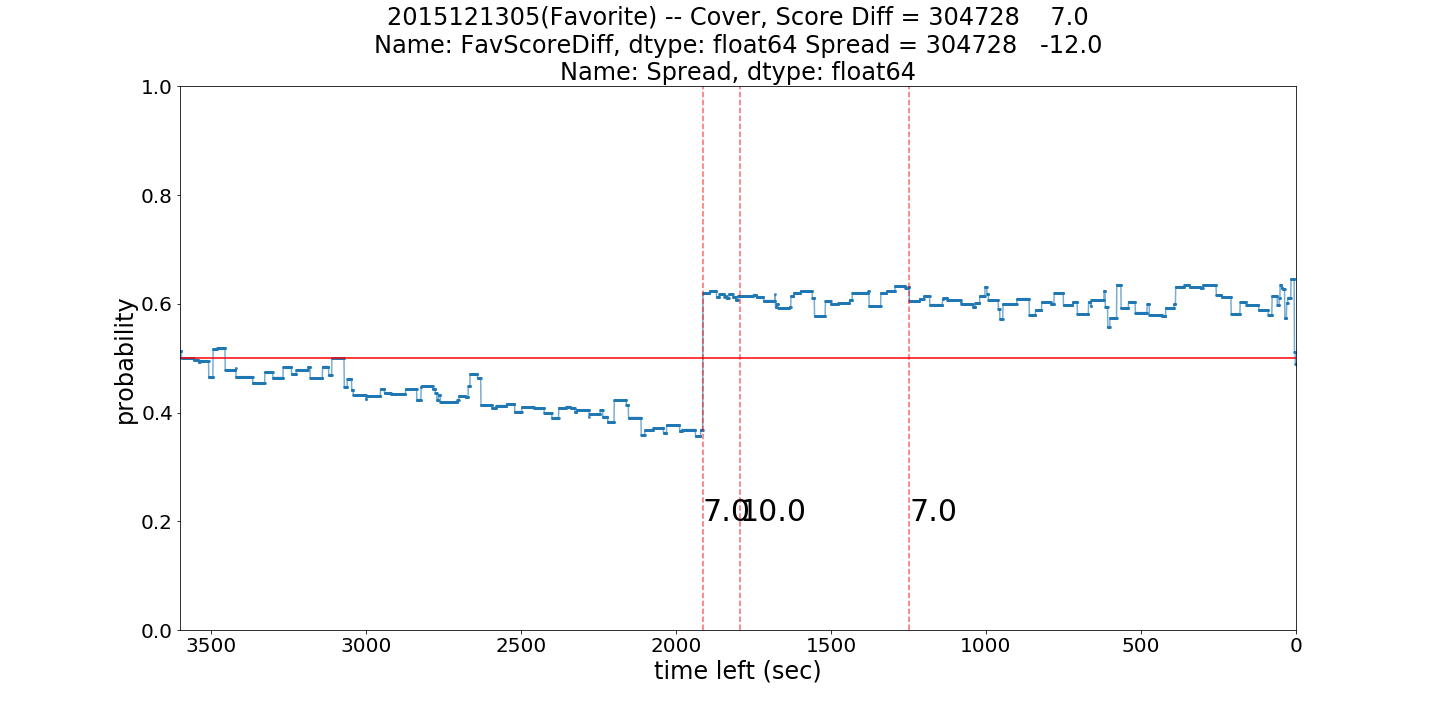 2015121305(Favorite) -- Cover, Score Diff = 304728    7.0
Name: FavScoreDiff, dtype: float64 Spread = 304728   -12.0
Name: Spread, dtype: float64
1.0
0.8
0.6
0.4
0.2
0.0
probability
7.0
10.0
7.0
3500 3000 2500 2000 1500 1000 500 0
time left (sec)